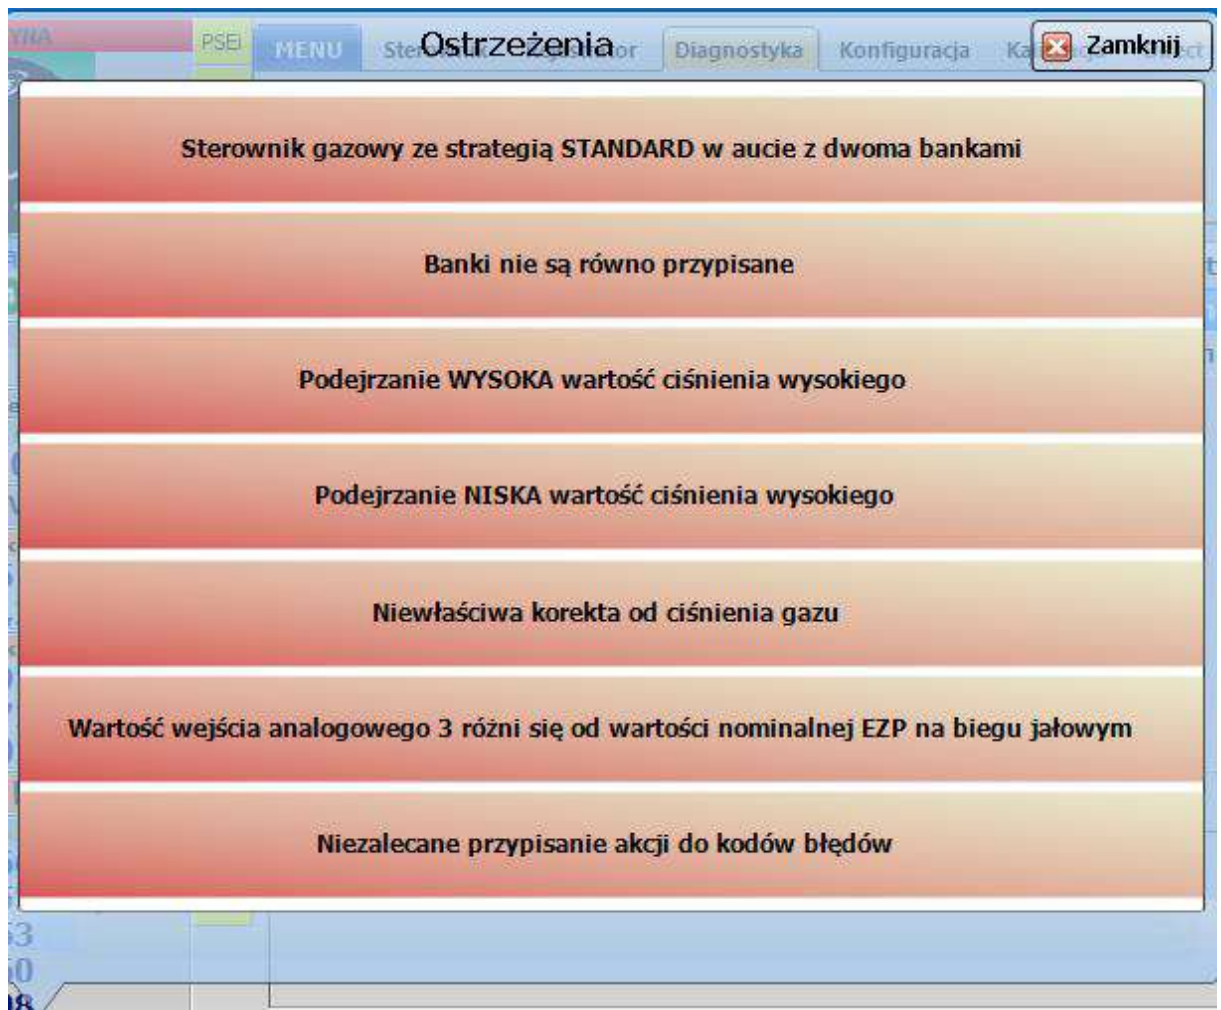 YNA PSEI MENU Ostrzeżenia Diagnostyka Konfiguracja Zamknij
Sterownik gazowy ze strategią STANDARD w aucie z dwoma bankami
Banki nie są równo przypisane
Podejrzanie WYSOKA wartość ciśnienia wysokiego
Podejrzanie NISKA wartość ciśnienia wysokiego
Niewłaściwa korekta od ciśnienia gazu
Wartość wejścia analogowego 3 różni się od wartości nominalnej EZP na biegu jałowym
Niezalecane przypisanie akcji do kodów błędów